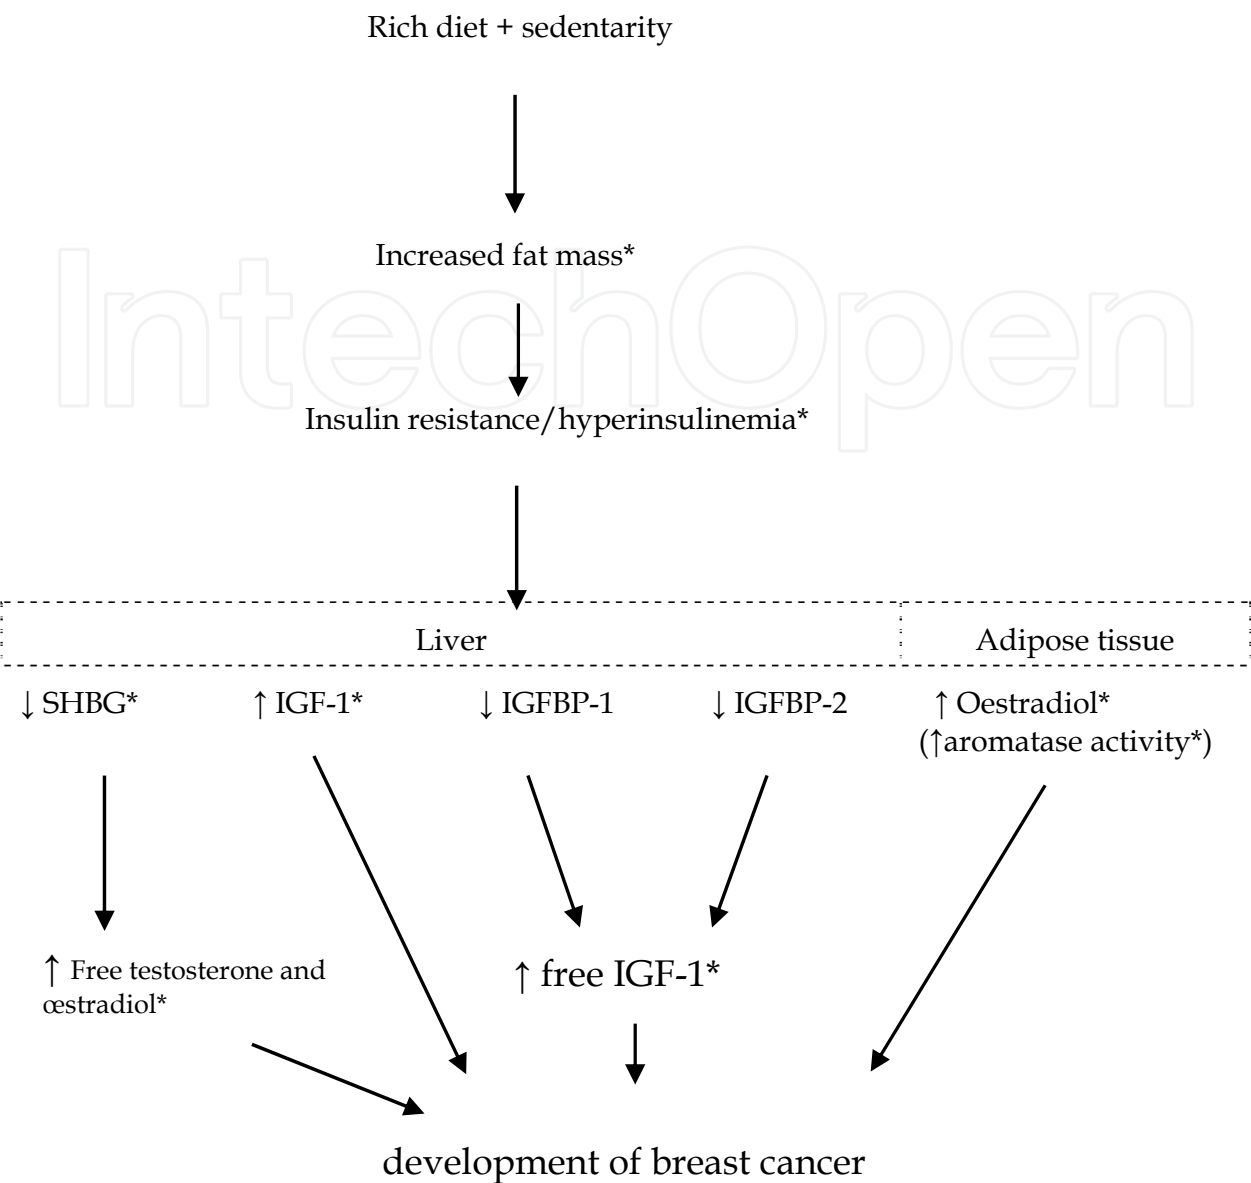 Rich diet + sedentarity
IntechOpen
Increased fat mass*
Insulin resistance/hyperinsulinemia*
Liver
Adipose tissue
↓ SHBG*
↑ IGF-1*
↓ IGFBP-1
↓ IGFBP-2
↑ Oestradiol*
(↑aromatase activity*)
↑ Free testosterone and
œstradiol*
↑ free IGF-1*
development of breast cancer